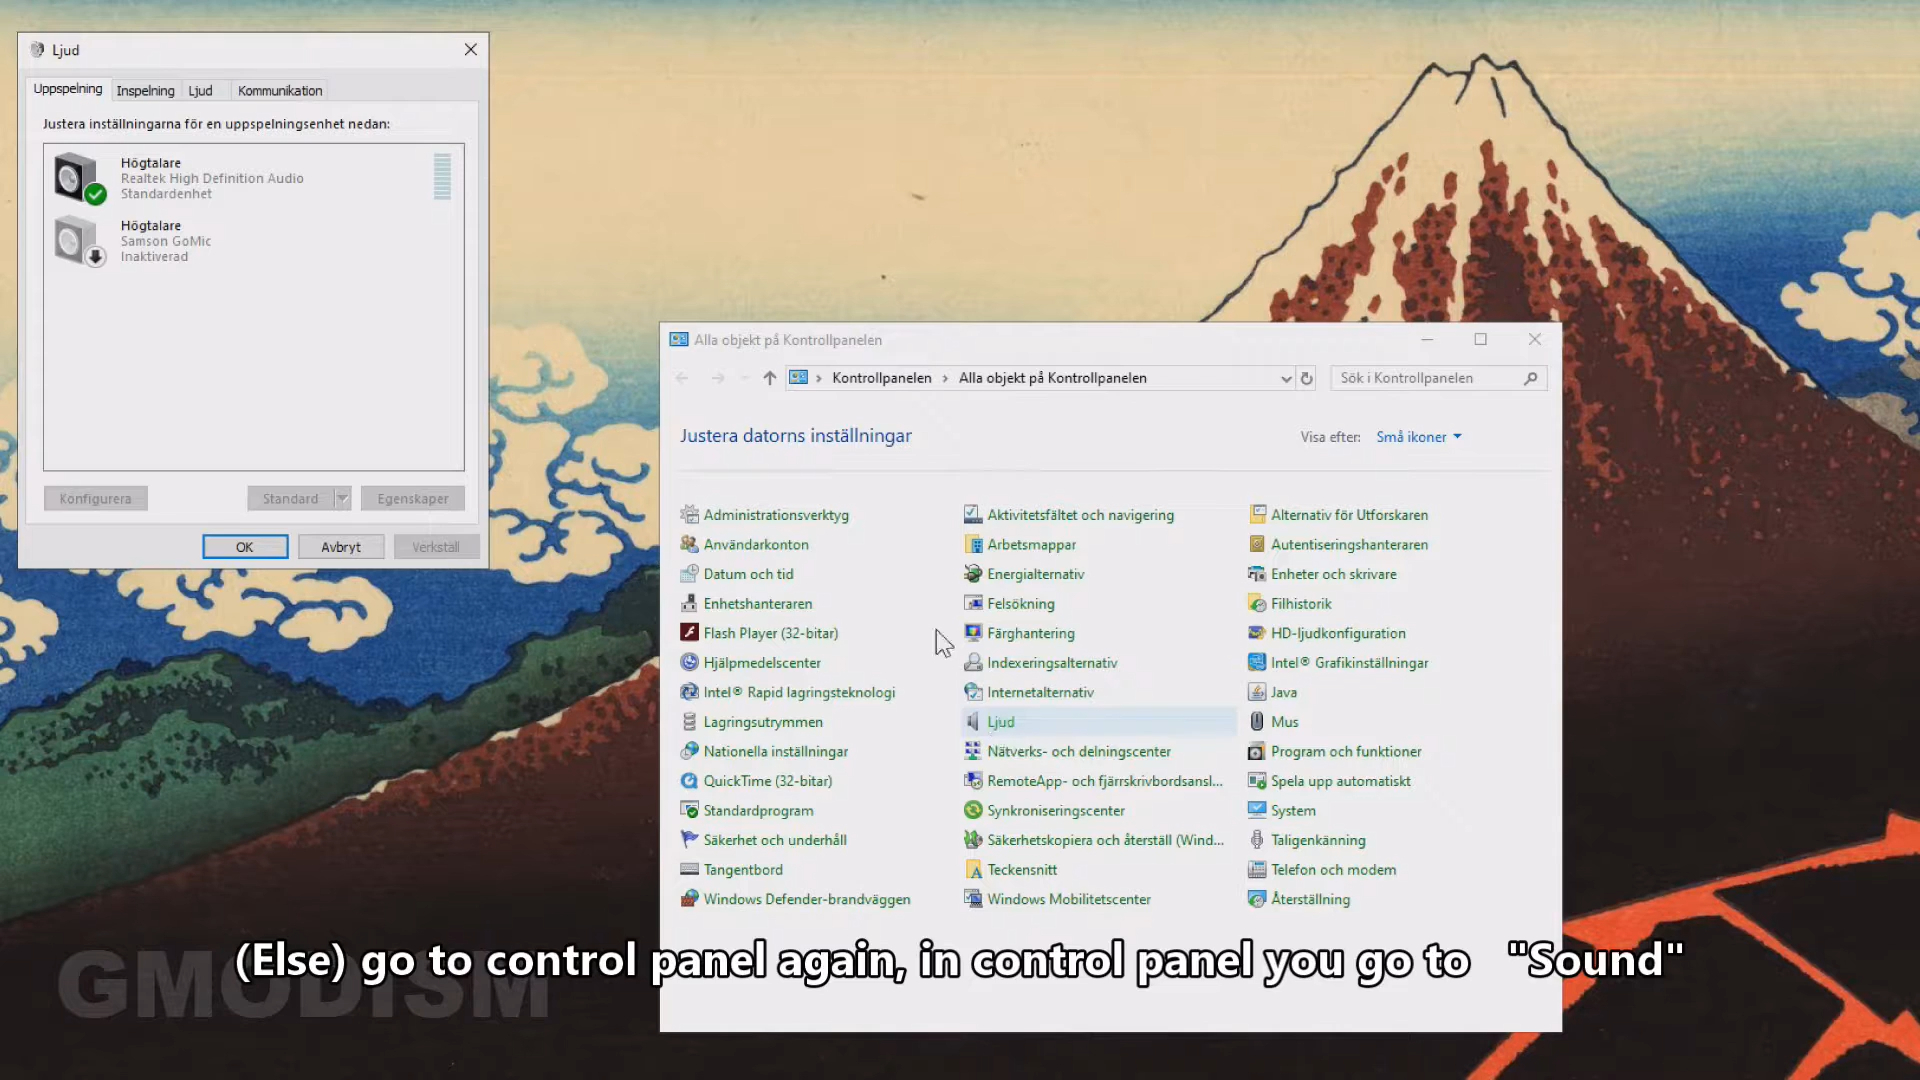 Ljud
Uppspelning
Inspelning
Ljud
Kommunikation
Justera inställningarna för en uppspelningsenhet nedan:
Högtalare
Realtek High Definition Audio
Standardenhet
Högtalare
Samson GoMic
Inaktiverad
Konfigurera
Standard
Egenskaper
OK
Avbryt
Verkställ
Alla objekt på Kontrollpanelen
Kontrollpanelen
Alla objekt på Kontrollpanelen
Sök i Kontrollpanelen
Justera datorns inställningar
Visa efter:
Små ikoner
Administrationsverktyg
Användarkonton
Datum och tid
Enhetshanteraren
Flash Player (32-bitar)
Hjälpmedelscenter
Intel® Rapid lagringsteknologi
Lagringsutrymmen
Nationella inställningar
QuickTime (32-bitar)
Standardprogram
Säkerhet och underhåll
Tangentbord
Windows Defender-brandväggen
Aktivitetsfältet och navigering
Arbetsmappar
Energialternativ
Felsökning
Färghantering
Indexeringsalternativ
Internetalternativ
Ljud
Nätverks- och delningscenter
RemoteApp- och fjärrskrivbordsansl...
Synkroniseringscenter
Säkerhetskopiera och återställ (Wind...
Teckensnitt
Windows Mobilitetscenter
Alternativ för Utforskaren
Autentiseringshanteraren
Enheter och skrivare
Filhistorik
HD-ljudkonfiguration
Intel® Grafikinställningar
Java
Mus
Program och funktioner
Spela upp automatiskt
System
Taligenkänning
Telefon och modem
Återställning
(Else) go to control panel again, in control panel you go to "Sound"
GMODISM